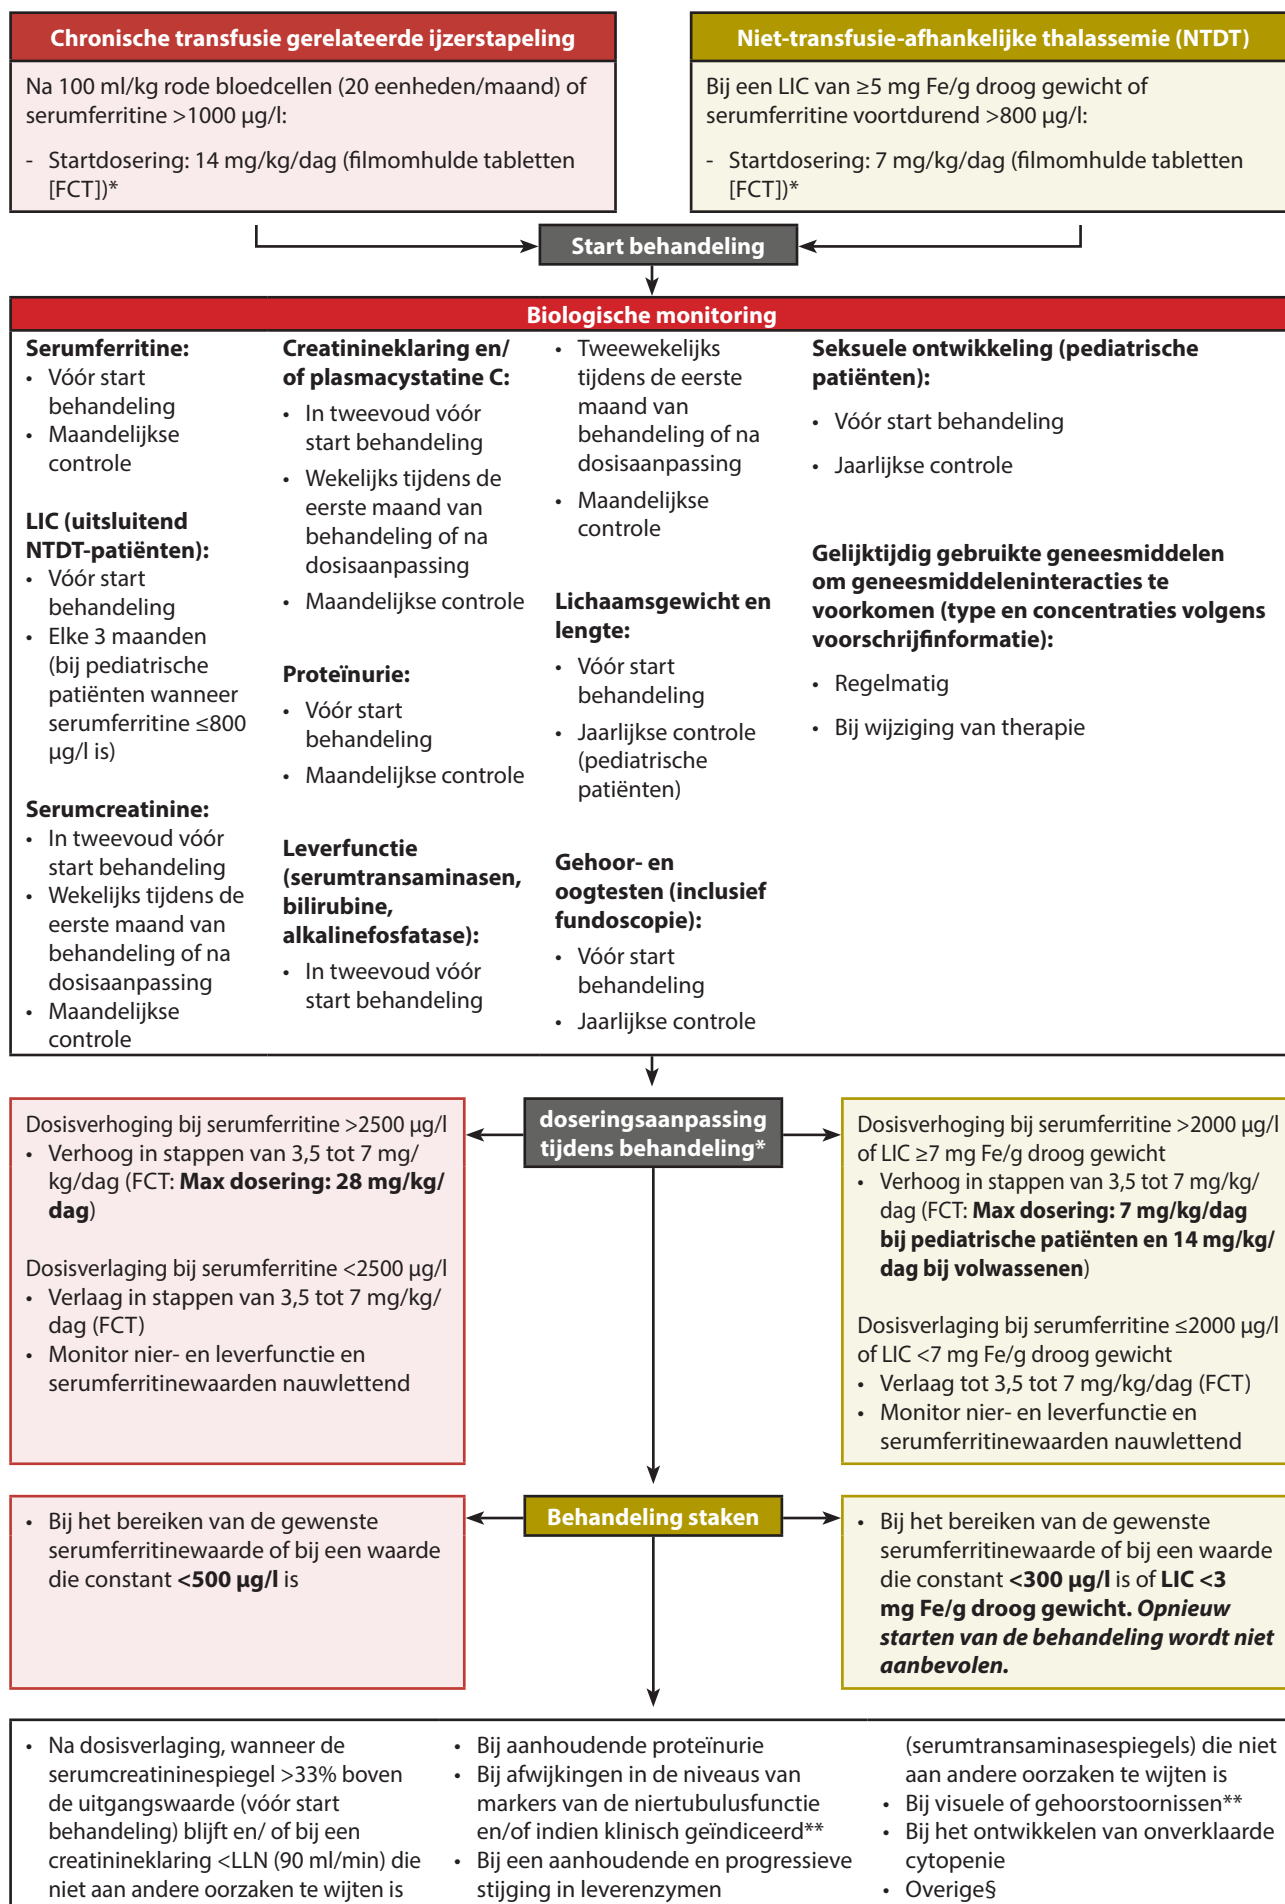 Chronische transfusie gerelateerde ijzerstapeling
Na 100 ml/kg rode bloedcellen (20 eenheden/maand) of
serumferritine >1000 µg/l:
- Startdosering: 14 mg/kg/dag (filmomhulde tabletten
[FCT])*
Niet-transfusie-afhankelijke thalassemie (NTDT)
Bij een LIC van ≥5 mg Fe/g droog gewicht of
serumferritine voortdurend >800 µg/l:
- Startdosering: 7 mg/kg/dag (filmomhulde tabletten
[FCT])*
Start behandeling
Biologische monitoring
Serumferritine:
• Vóór start
behandeling
• Maandelijkse
controle
LIC (uitsluitend
NTDT-patiënten):
• Vóór start
behandeling
• Elke 3 maanden
(bij pediatrische
patiënten wanneer
serumferritine ≤800
µg/l is)
Serumcreatinine:
• In tweevoud vóór
start behandeling
• Wekelijks tijdens de
eerste maand van
behandeling of na
dosisaanpassing
• Maandelijkse
controle
Creatinineklaring en/
of plasmacystatine C:
• In tweevoud vóór
start behandeling
• Wekelijks tijdens de
eerste maand van
behandeling of na
dosisaanpassing
• Maandelijkse controle
Proteïnurie:
• Vóór start
behandeling
• Maandelijkse controle
Leverfunctie
(serumtransaminasen,
bilirubine,
alkalinefosfatase):
• In tweevoud vóór
start behandeling
• Tweewekelijks
tijdens de eerste
maand van
behandeling of na
dosisaanpassing
• Maandelijkse
controle
Lichaamsgewicht en
lengte:
• Vóór start
behandeling
• Jaarlijkse controle
(pediatrische
patiënten)
Gehoor- en
oogtesten (inclusief
fundoscopie):
• Vóór start
behandeling
• Jaarlijkse controle
Seksuele ontwikkeling (pediatrische
patiënten):
• Vóór start behandeling
• Jaarlijkse controle
Gelijktijdig gebruikte geneesmiddelen
om geneesmiddeleninteracties te
voorkomen (type en concentraties volgens
voorschrijfinformatie):
• Regelmatig
• Bij wijziging van therapie
doseringsaanpassing
tijdens behandeling*
Dosisverhoging bij serumferritine >2500 µg/l
• Verhoog in stappen van 3,5 tot 7 mg/
kg/dag (FCT: Max dosering: 28 mg/kg/
dag)
Dosisverlaging bij serumferritine <2500 µg/l
• Verlaag in stappen van 3,5 tot 7 mg/kg/
dag (FCT)
• Monitor nier- en leverfunctie en
serumferritinewaarden nauwlettend
Dosisverhoging bij serumferritine >2000 µg/l
of LIC ≥7 mg Fe/g droog gewicht
• Verhoog in stappen van 3,5 tot 7 mg/kg/
dag (FCT: Max dosering: 7 mg/kg/dag
bij pediatrische patiënten en 14 mg/kg/
dag bij volwassenen)
Dosisverlaging bij serumferritine ≤2000 µg/l
of LIC <7 mg Fe/g droog gewicht
• Verlaag tot 3,5 tot 7 mg/kg/dag (FCT)
• Monitor nier- en leverfunctie en
serumferritinewaarden nauwlettend
Behandeling staken
• Bij het bereiken van de gewenste
serumferritinewaarde of bij een waarde
die constant <500 µg/l is
• Bij het bereiken van de gewenste
serumferritinewaarde of bij een waarde
die constant <300 µg/l is of LIC <3
mg Fe/g droog gewicht. Opnieuw
starten van de behandeling wordt niet
aanbevolen.
• Na dosisverlaging, wanneer de
serumcreatininespiegel >33% boven
de uitgangswaarde (vóór start
behandeling) blijft en/ of bij een
creatinineklaring <LLN (90 ml/min) die
niet aan andere oorzaken te wijten is
• Bij aanhoudende proteïnurie
• Bij afwijkingen in de niveaus van
markers van de niertubulusfunctie
en/of indien klinisch geïndiceerd**
• Bij een aanhoudende en progressieve
stijging in leverenzymen
(serumtransaminasespiegels) die niet
aan andere oorzaken te wijten is
• Bij visuele of gehoorstoornissen**
• Bij het ontwikkelen van onverklaarde
cytopenie
• Overige§